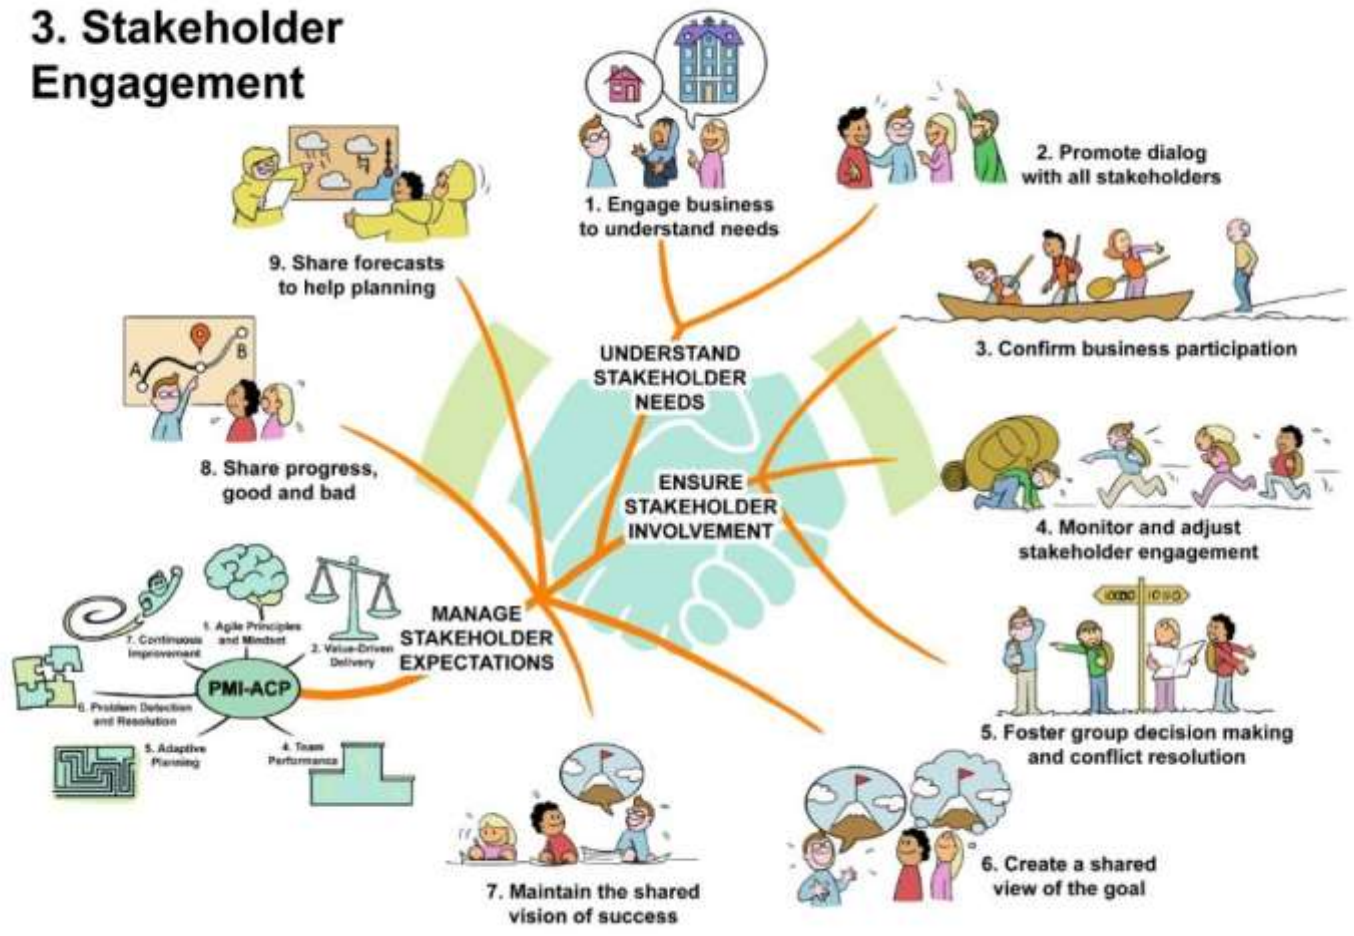 3. Stakeholder
Engagement
1. Engage business
to understand needs
2. Promote dialog
with all stakeholders
3. Confirm business participation
4. Monitor and adjust
stakeholder engagement
5. Foster group decision making
and conflict resolution
6. Create a shared
view of the goal
7. Maintain the shared
vision of success
8. Share progress,
good and bad
9. Share forecasts
to help planning
A
B
UNDERSTAND
STAKEHOLDER
NEEDS
ENSURE
STAKEHOLDER
INVOLVEMENT
MANAGE
STAKEHOLDER
EXPECTATIONS
PMI-ACP
1. Agile Principles
and Mindset
2. Value-Driven
Delivery
4. Team
Performance
5. Adaptive
Planning
6. Problem Detection
and Resolution
7. Continuous
Improvement